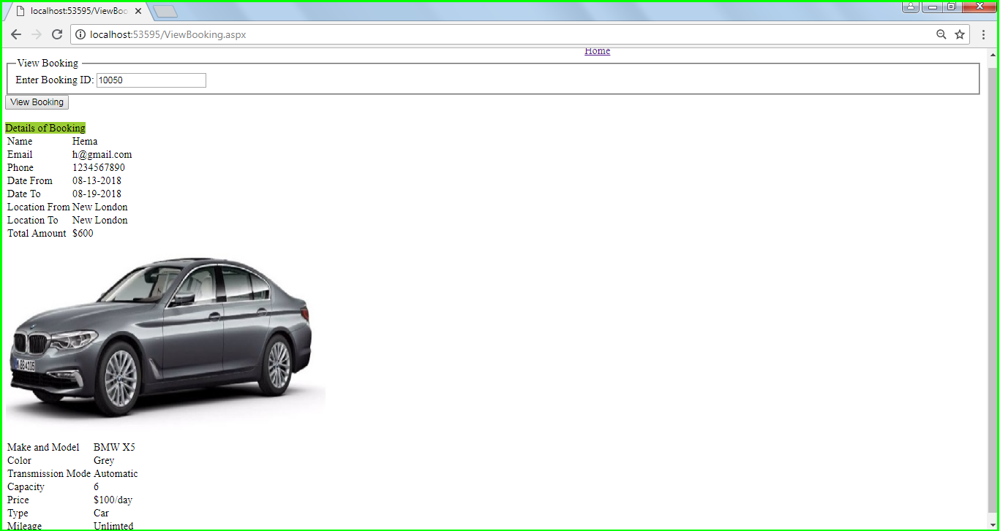 localhost:53595/ViewBoo
localhost:53595/ViewBooking.aspx
Home
View Booking
Enter Booking ID: 10050
View Booking
Details of Booking
Name Hema
Email h@gmail.com
Phone 1234567890
Date From 08-13-2018
Date To 08-19-2018
Location From New London
Location To New London
Total Amount $600
Make and Model BMW X5
Color Grey
Transmission Mode Automatic
Capacity 6
Price $100/day
Type Car
Mileage Unlimted